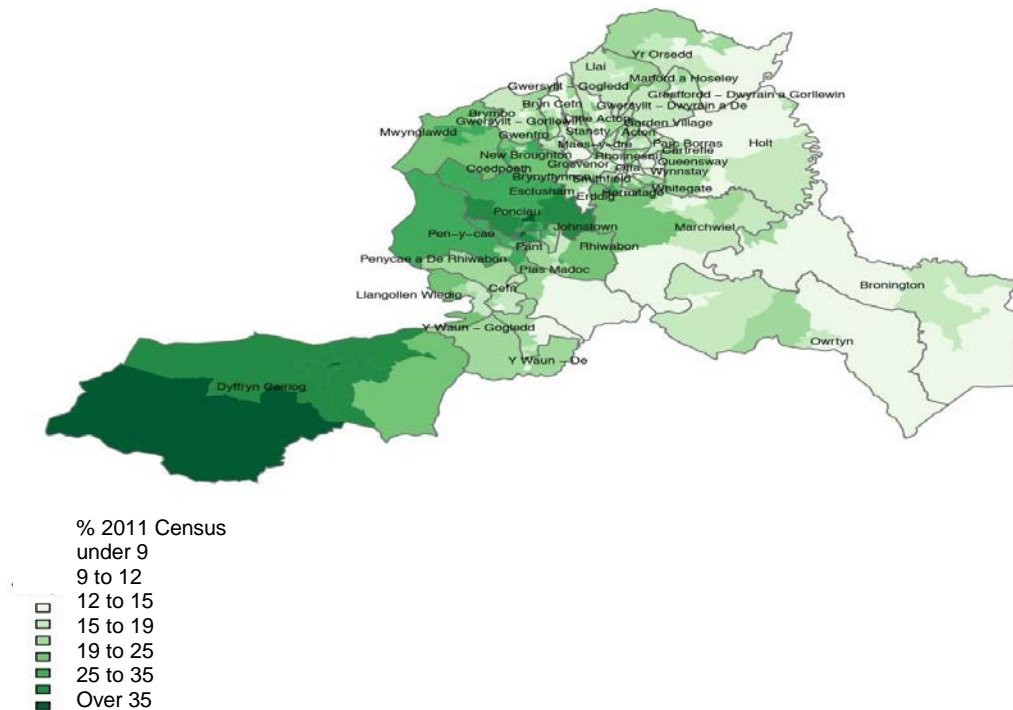 Yr Orsedd
Llai
Marford a Hoseley
Gwersyllt – Gogledd
Gresffordd – Dwyrain a Gorllewin
Bryn Cefn
Gwersyllt – Dwyrain a De
Brymbo
Little Acton
Gwersyllt – Gorllewin
Garden Village
Mwynglawdd
Stansty
Acton
Gwenfro
Holt
Maes-y-dre
Parc Borras
Cartrefle
New Broughton
Rhosnesni
Grosvenor
Queensway
Coedpoeth
Offa
Wynnstay
Brynyffynnon
Smithfield
Esclusham
Hermitage
Whitegate
Erddig
Ponciau
Johnstown
Marchwiel
Pen-y-cae
Pant
Rhiwabon
Penycae a De Rhiwabon
Plas Madoc
Bronington
Cefn
Llangollen Wledig
Y Waun – Gogledd
Owrtyn
Y Waun – De
Dyffryn Ceiriog
% 2011 Census
under 9
9 to 12
12 to 15
15 to 19
19 to 25
25 to 35
Over 35